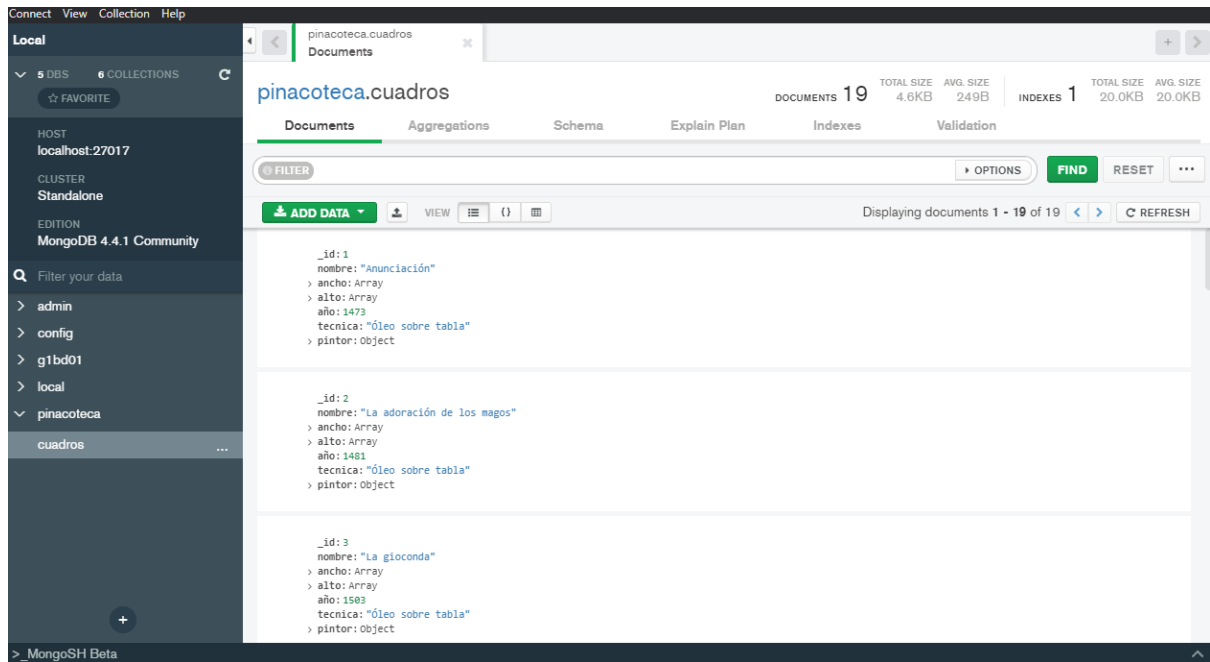 Connect View Collection Help
Local
5 DBS 6 COLLECTIONS
FAVORITE
HOST
localhost:27017
CLUSTER
Standalone
EDITION
MongoDB 4.4.1 Community
Filter your data
admin
config
g1bd01
local
pinacoteca
cuadros ...
>_MongoSH Beta
pinacoteca.cuadros
Documents
pinacoteca.cuadros
DOCUMENTS 19 TOTAL SIZE 4.6KB AVG. SIZE 249B INDEXES 1 TOTAL SIZE 20.0KB AVG. SIZE 20.0KB
Documents Aggregations Schema Explain Plan Indexes Validation
FILTER OPTIONS FIND RESET ...
ADD DATA VIEW {} Displaying documents 1 - 19 of 19 < > REFRESH
_id: 1
nombre: "Anunciación"
> ancho: Array
> alto: Array
año: 1473
tecnica: "Óleo sobre tabla"
> pintor: Object
_id: 2
nombre: "La adoración de los magos"
> ancho: Array
> alto: Array
año: 1481
tecnica: "Óleo sobre tabla"
> pintor: Object
_id: 3
nombre: "La gioconda"
> ancho: Array
> alto: Array
año: 1503
tecnica: "Óleo sobre tabla"
> pintor: Object